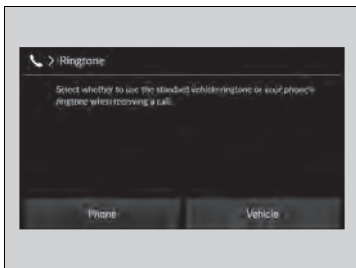 > Ringtone
Select whether to use the standard vehicle ringtone or your phone's
ringtone when receiving a call.
Phone
Vehicle